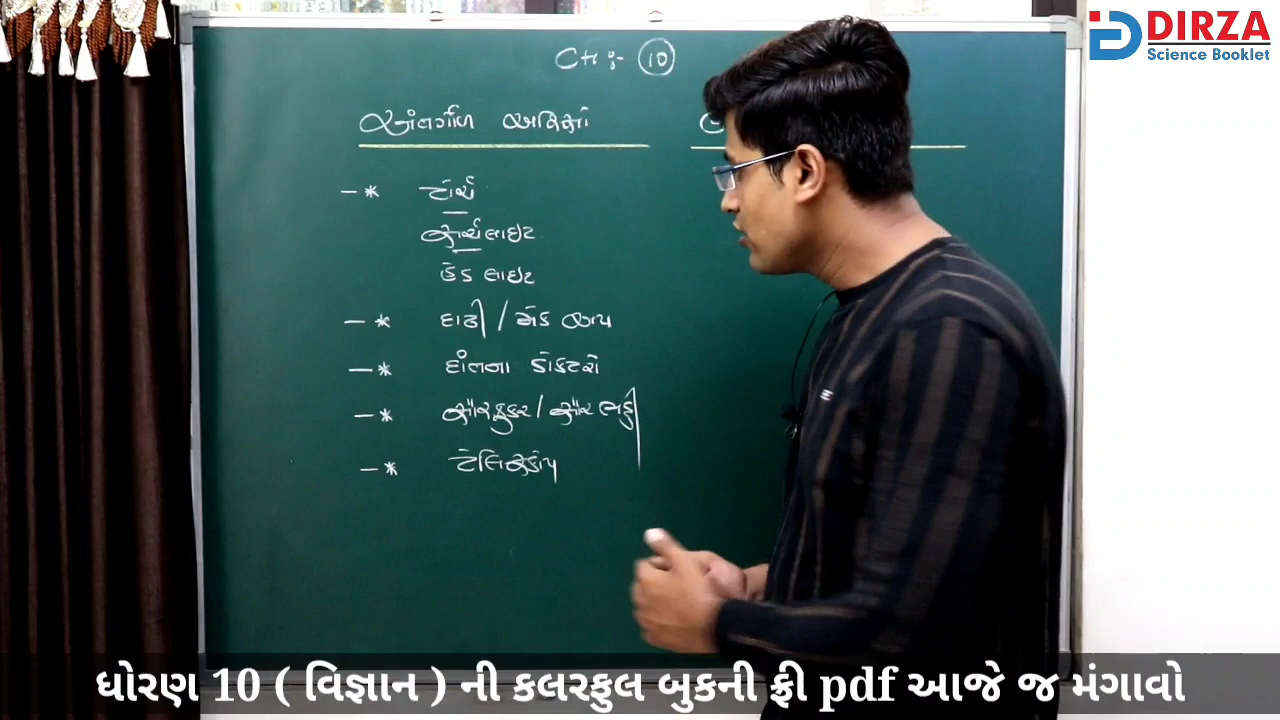 DIRZA
Science Booklet
CH :- 10
અંતર્ગોળ અરિસો
-* ટોર્ચ
સર્ચલાઇટ
હેડ લાઇટ
-* દાઢી / મેક અપ
-* દાંતના ડોકટરો
-* સૌરકુકર / સૌર ભઠ્ઠી
-* ટેલિસ્કોપ
ધોરણ 10 ( વિજ્ઞાન ) ની કલરફુલ બુકની ફ્રી pdf આજે જ મંગાવો